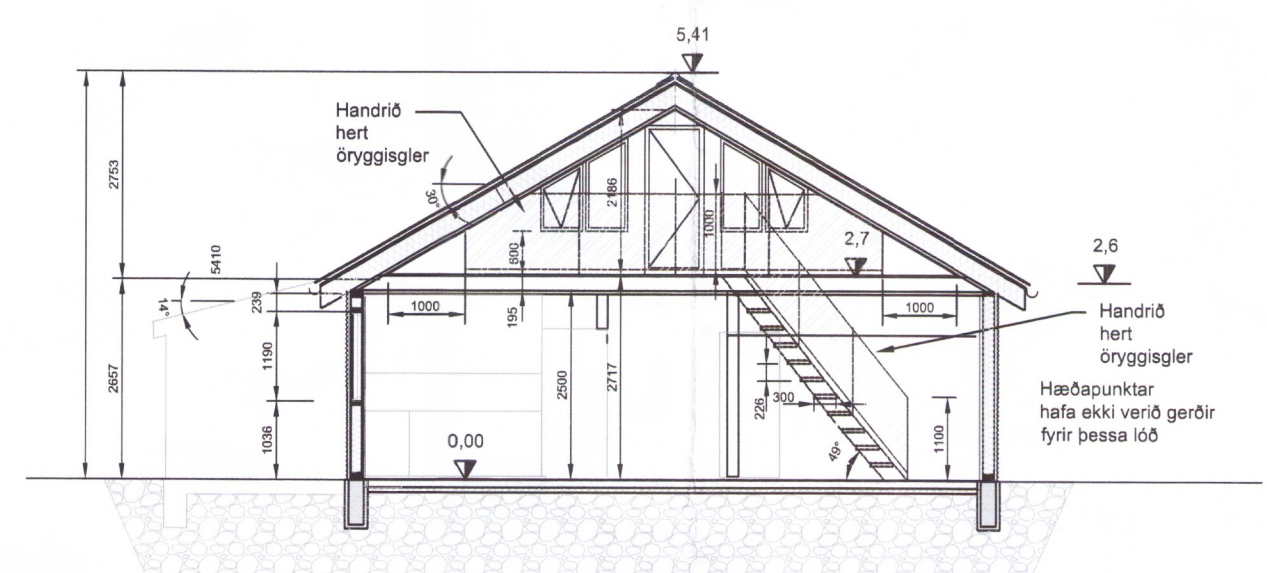 5,41
Handrið
hert
öryggisgler
2753
30°
2186
1000
600
2,7
2,6
5410
239
14°
1000
195
1000
Handrið
hert
öryggisgler
1190
2657
2500
2717
226
300
Hæðapunktar
hafa ekki verið gerðir
fyrir þessa lóð
1036
0,00
49°
1100